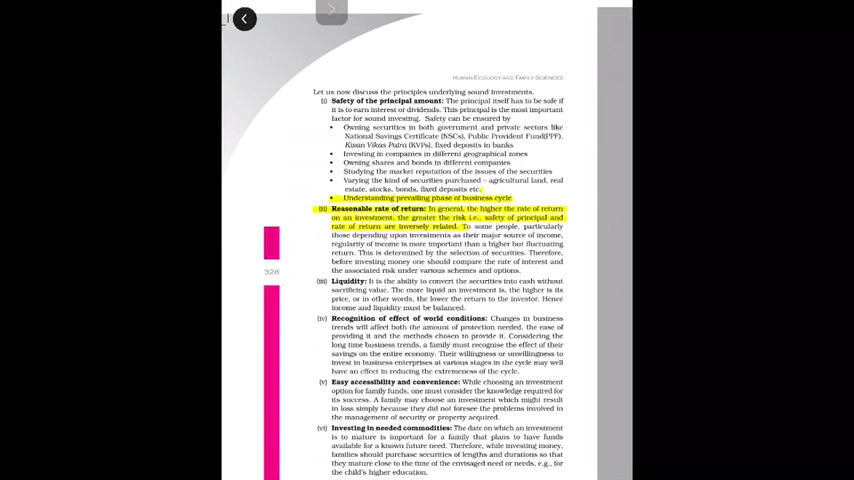 HUMAN ECOLOGY AND FAMILY SCIENCES
Let us now discuss the principles underlying sound investments.
(i) Safety of the principal amount: The principal itself has to be safe if
it is to earn interest or dividends. This principal is the most important
factor for sound investing. Safety can be ensured by
• Owning securities in both government and private sectors like
National Savings Certificate (NSCs), Public Provident Fund(PPF),
Kisan Vikas Patra (KVPs), fixed deposits in banks
• Investing in companies in different geographical zones
• Owning shares and bonds in different companies
• Studying the market reputation of the issues of the securities
• Varying the kind of securities purchased – agricultural land, real
estate, stocks, bonds, fixed deposits etc.
• Understanding prevailing phase of business cycle
(ii) Reasonable rate of return: In general, the higher the rate of return
on an investment, the greater the risk i.e., safety of principal and
rate of return are inversely related. To some people, particularly
those depending upon investments as their major source of income,
regularity of income is more important than a higher but fluctuating
return. This is determined by the selection of securities. Therefore,
before investing money one should compare the rate of interest and
the associated risk under various schemes and options.
328
(iii) Liquidity: It is the ability to convert the securities into cash without
sacrificing value. The more liquid an investment is, the higher is its
price, or in other words, the lower the return to the investor. Hence
income and liquidity must be balanced.
(iv) Recognition of effect of world conditions: Changes in business
trends will affect both the amount of protection needed, the ease of
providing it and the methods chosen to provide it. Considering the
long time business trends, a family must recognise the effect of their
savings on the entire economy. Their willingness or unwillingness to
invest in business enterprises at various stages in the cycle may well
have an effect in reducing the extremeness of the cycle.
(v) Easy accessibility and convenience: While choosing an investment
option for family funds, one must consider the knowledge required for
its success. A family may choose an investment which might result
in loss simply because they did not foresee the problems involved in
the management of security or property acquired.
(vi) Investing in needed commodities: The date on which an investment
is to mature is important for a family that plans to have funds
available for a known future need. Therefore, while investing money,
families should purchase securities of lengths and durations so that
they mature close to the time of the envisaged need or needs, e.g., for
the child's higher education.